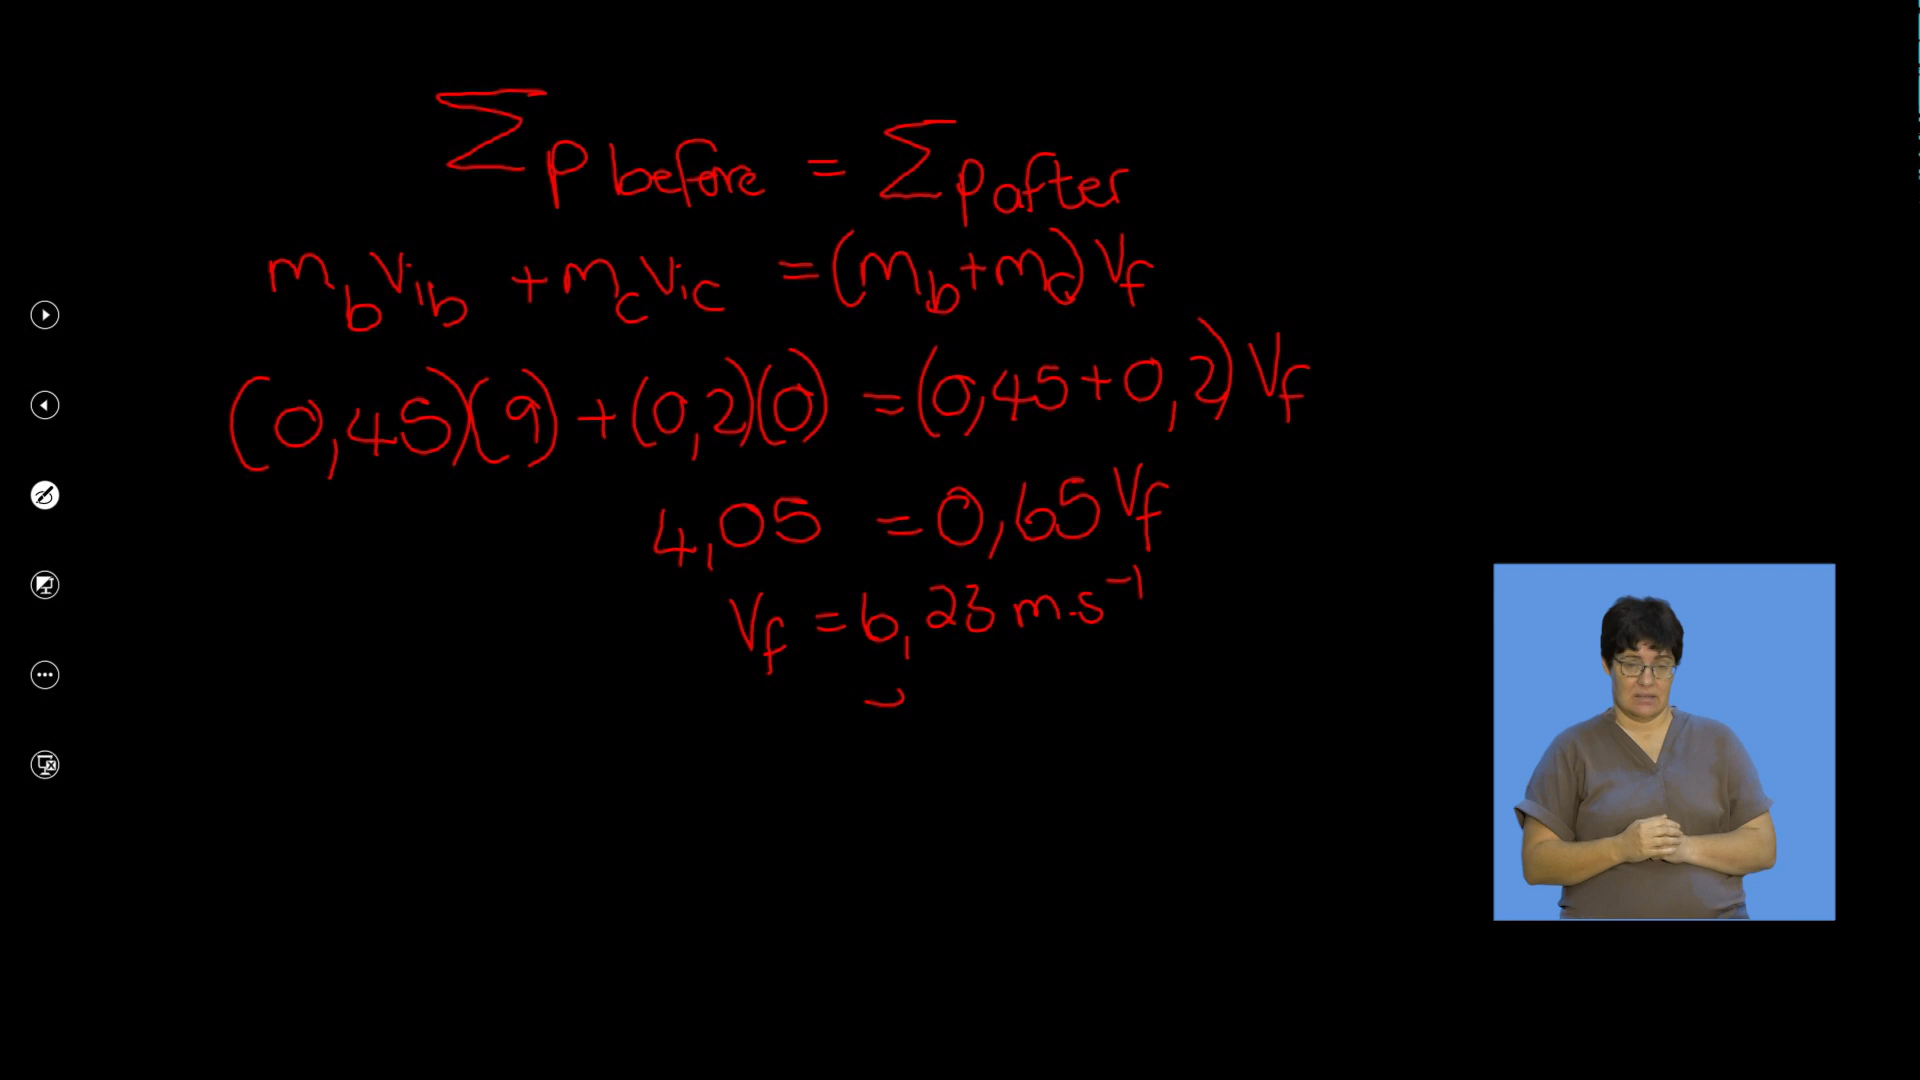 Σp before = Σp after
m_b v_ib + m_c v_ic = (m_b + m_c) v_f
(0,45)(9) + (0,2)(0) = (0,45 + 0,2) v_f
4,05 = 0,65 v_f
v_f = 6,23 m.s⁻¹